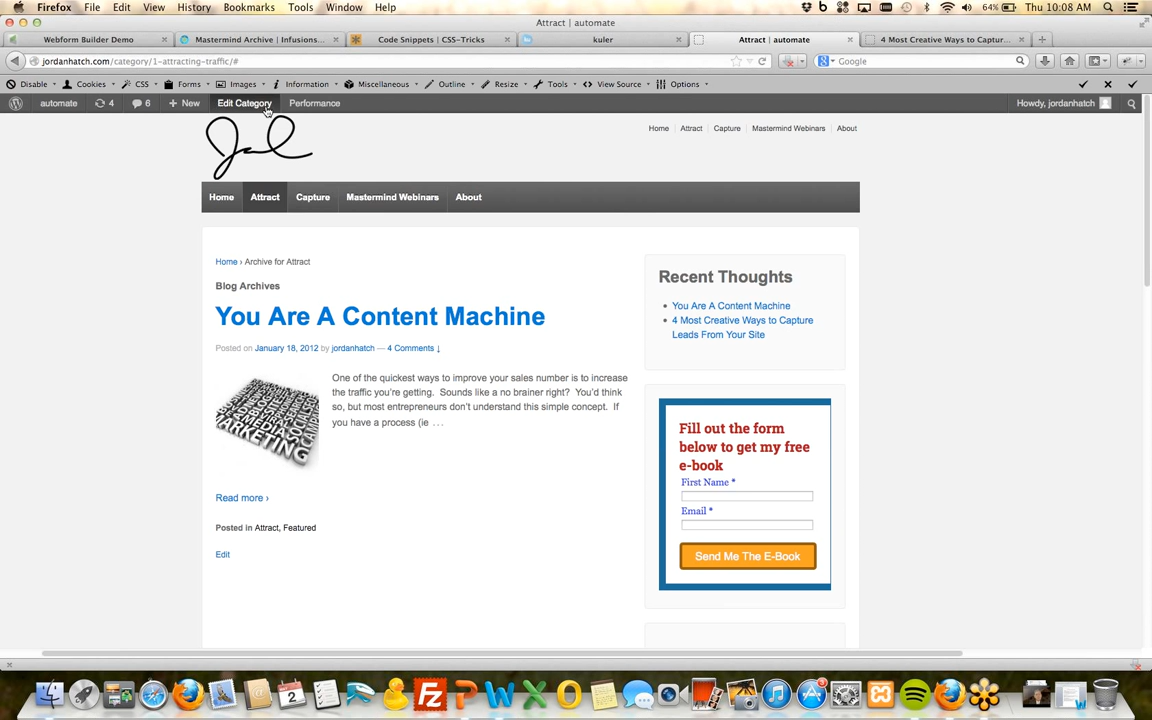 Firefox File Edit View History Bookmarks Tools Window Help 64% Thu 10:08 AM
Attract | automate
Webform Builder Demo Mastermind Archive | Infusions... Code Snippets | CSS-Tricks kuler Attract | automate 4 Most Creative Ways to Captur...
jordanhatch.com/category/1-attracting-traffic/# Google
Disable Cookies CSS Forms Images Information Miscellaneous Outline Resize Tools View Source Options
automate 4 6 + New Edit Category Performance Howdy, jordanhatch
Home Attract Capture Mastermind Webinars About
Home Attract Capture Mastermind Webinars About
Home › Archive for Attract
Blog Archives
You Are A Content Machine
Posted on January 18, 2012 by jordanhatch — 4 Comments ↓
One of the quickest ways to improve your sales number is to increase
the traffic you're getting. Sounds like a no brainer right? You'd think
so, but most entrepreneurs don't understand this simple concept. If
you have a process (ie …
MARKETING
Read more ›
Posted in Attract, Featured
Edit
Recent Thoughts
You Are A Content Machine
4 Most Creative Ways to Capture
Leads From Your Site
Fill out the form
below to get my free
e-book
First Name *
Email *
Send Me The E-Book